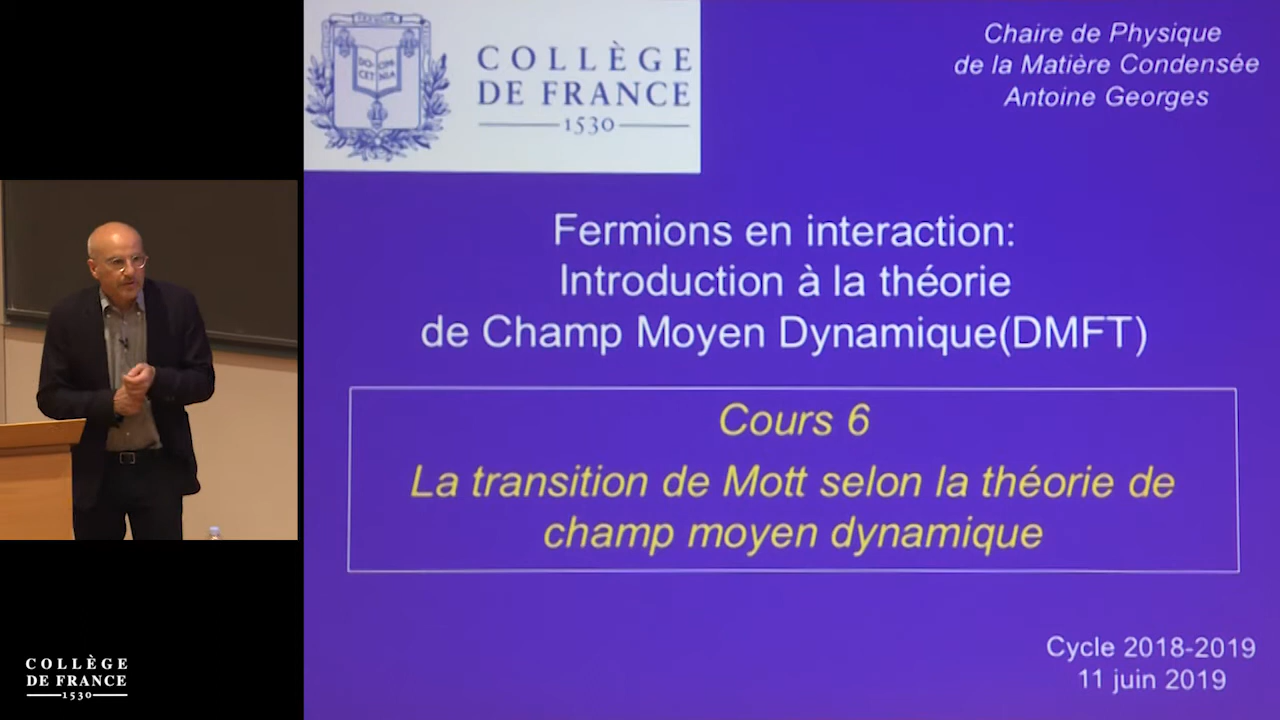 COLLÈGE
DE FRANCE
1530
Chaire de Physique
de la Matière Condensée
Antoine Georges
Fermions en interaction:
Introduction à la théorie
de Champ Moyen Dynamique(DMFT)
Cours 6
La transition de Mott selon la théorie de
champ moyen dynamique
Cycle 2018-2019
11 juin 2019
COLLÈGE
DE FRANCE
1530